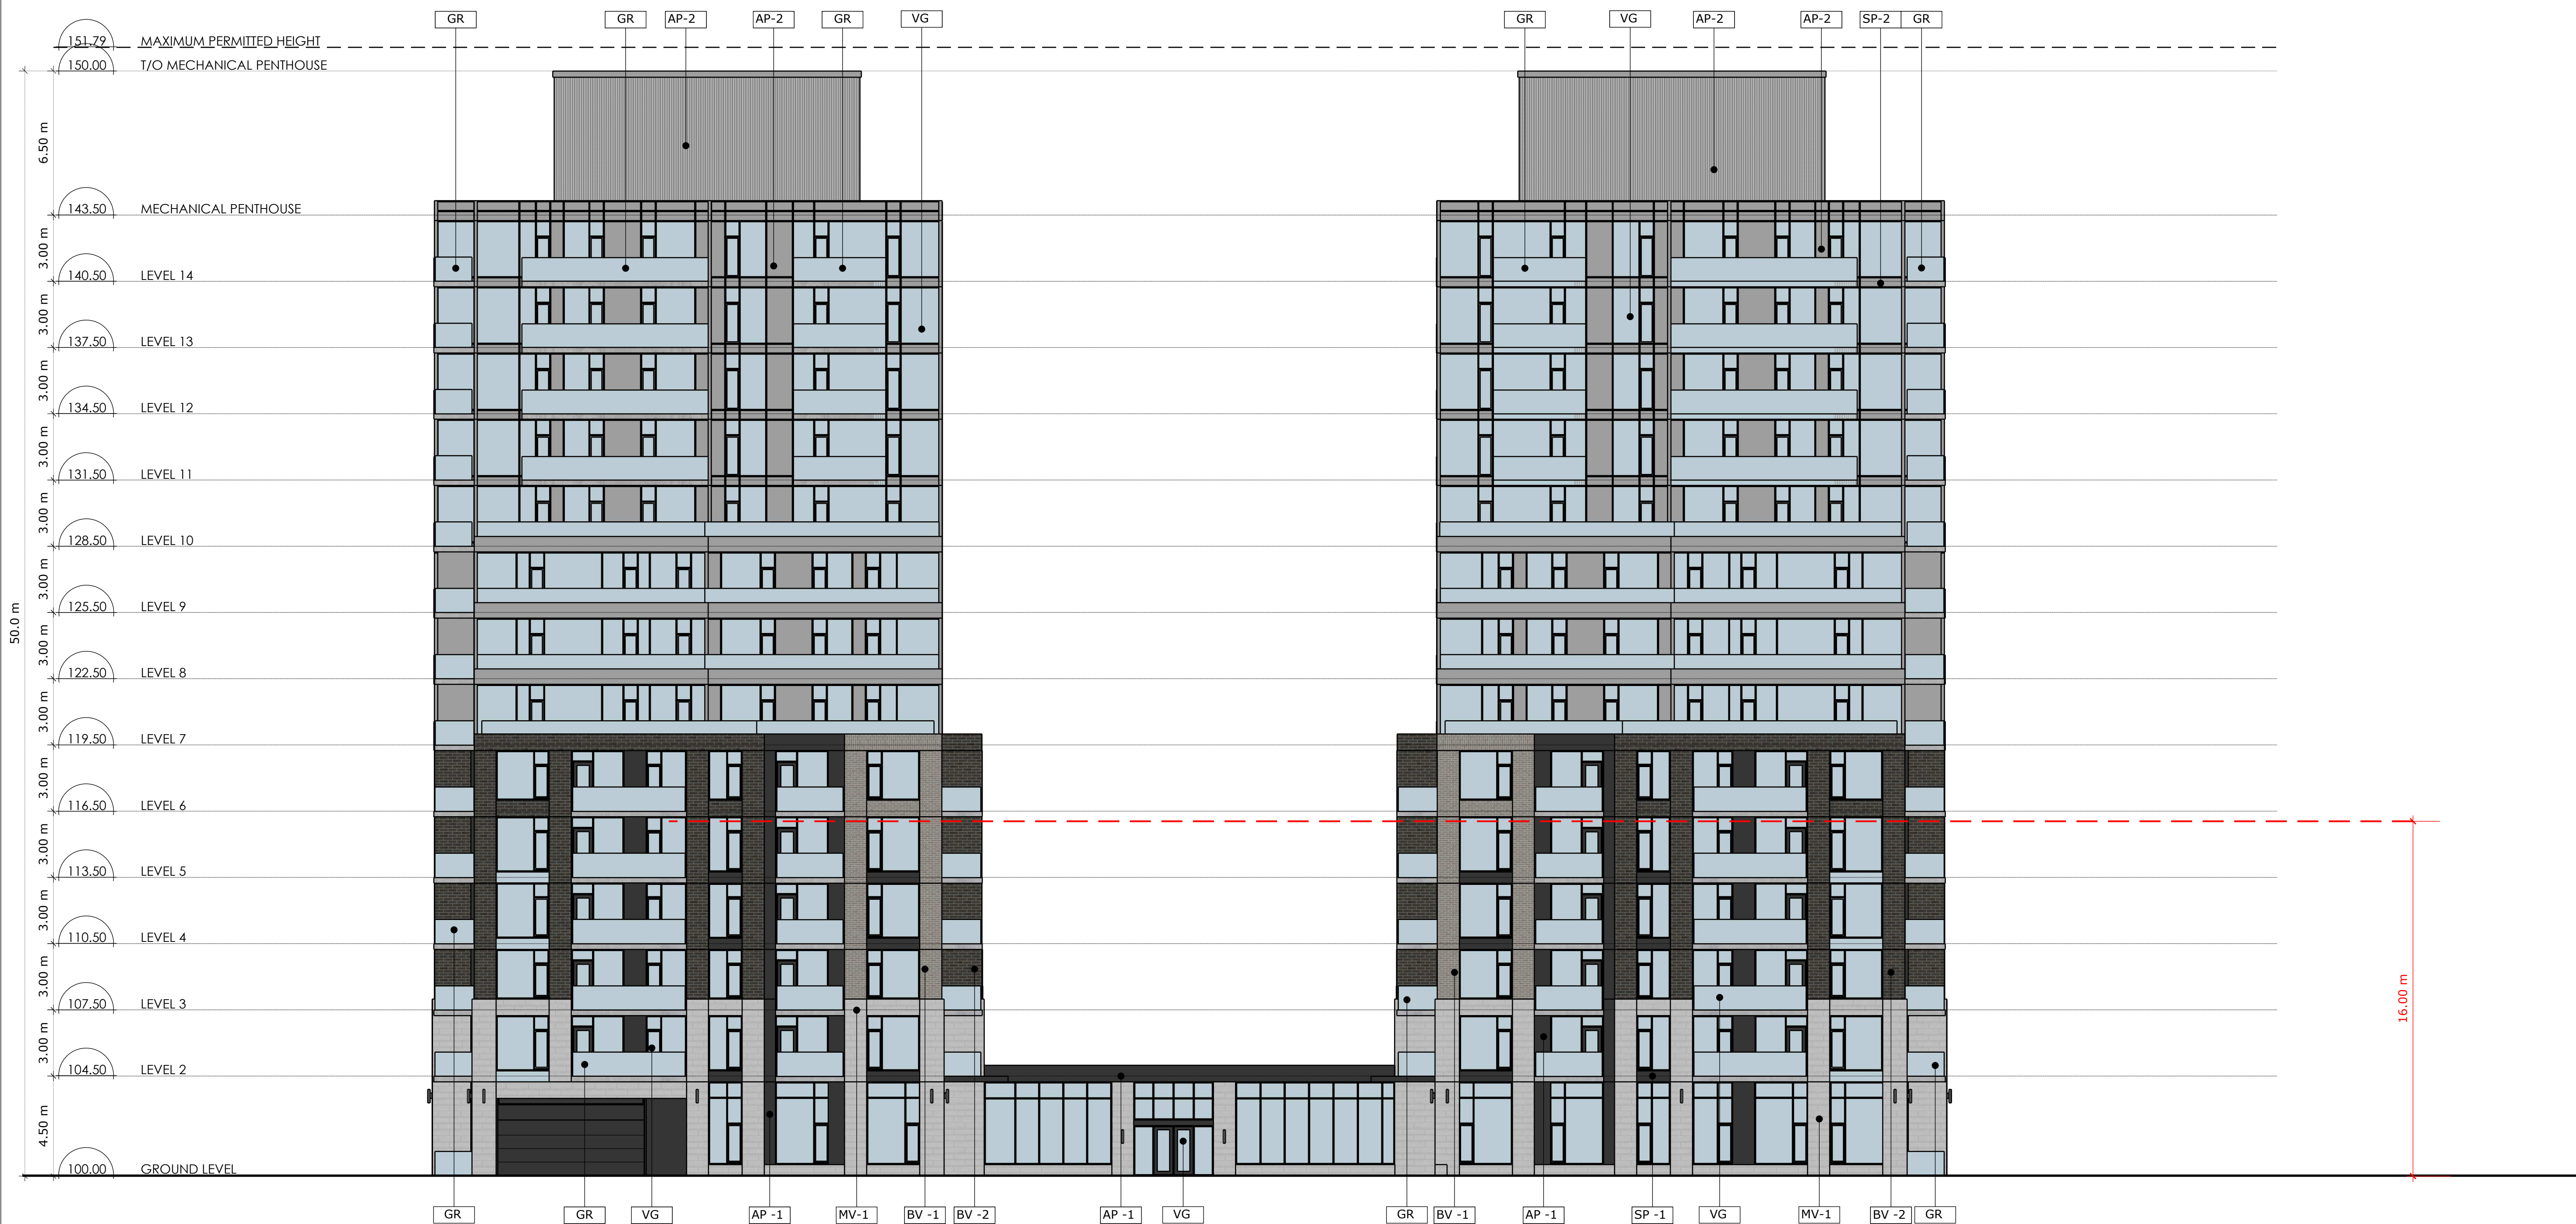 GR GR AP-2 AP-2 GR VG GR VG AP-2 AP-2 SP-2 GR
151.79 MAXIMUM PERMITTED HEIGHT
150.00 T/O MECHANICAL PENTHOUSE
6.50 m
143.50 MECHANICAL PENTHOUSE
3.00 m
140.50 LEVEL 14
3.00 m
137.50 LEVEL 13
3.00 m
134.50 LEVEL 12
3.00 m
131.50 LEVEL 11
3.00 m
128.50 LEVEL 10
3.00 m
125.50 LEVEL 9
50.0 m
3.00 m
122.50 LEVEL 8
3.00 m
119.50 LEVEL 7
3.00 m
116.50 LEVEL 6
3.00 m
113.50 LEVEL 5
3.00 m
110.50 LEVEL 4
3.00 m
107.50 LEVEL 3
16.00 m
3.00 m
104.50 LEVEL 2
4.50 m
100.00 GROUND LEVEL
GR GR VG AP -1 MV-1 BV -1 BV -2 AP -1 VG GR BV -1 AP -1 SP -1 VG MV-1 BV -2 GR